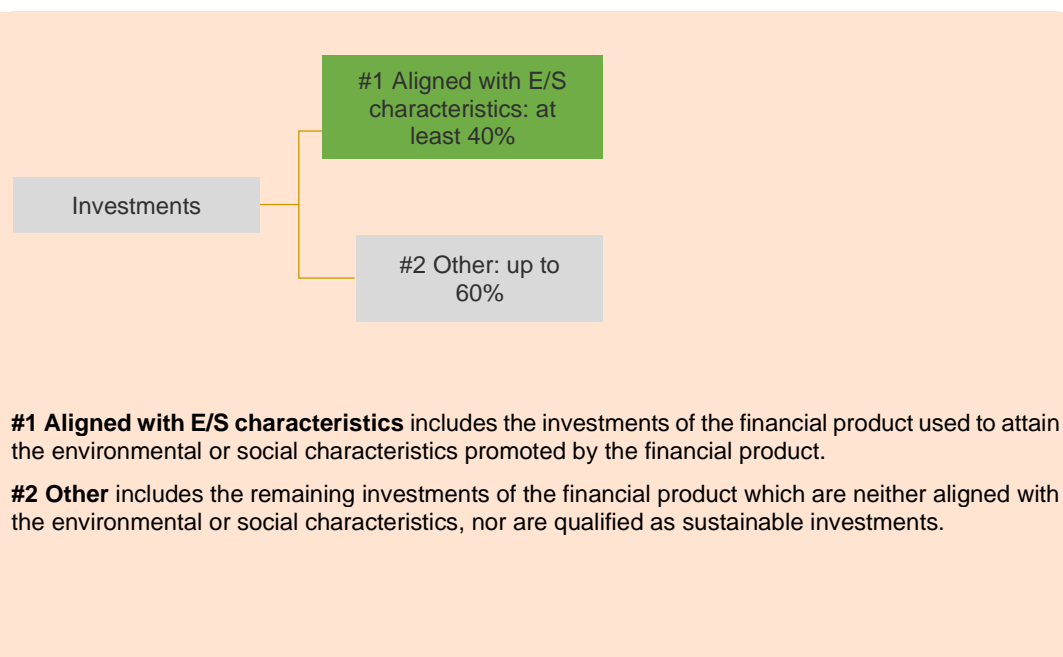 #1 Aligned with E/S
characteristics: at
least 40%
Investments
#2 Other: up to
60%
#1 Aligned with E/S characteristics includes the investments of the financial product used to attain
the environmental or social characteristics promoted by the financial product.
#2 Other includes the remaining investments of the financial product which are neither aligned with
the environmental or social characteristics, nor are qualified as sustainable investments.